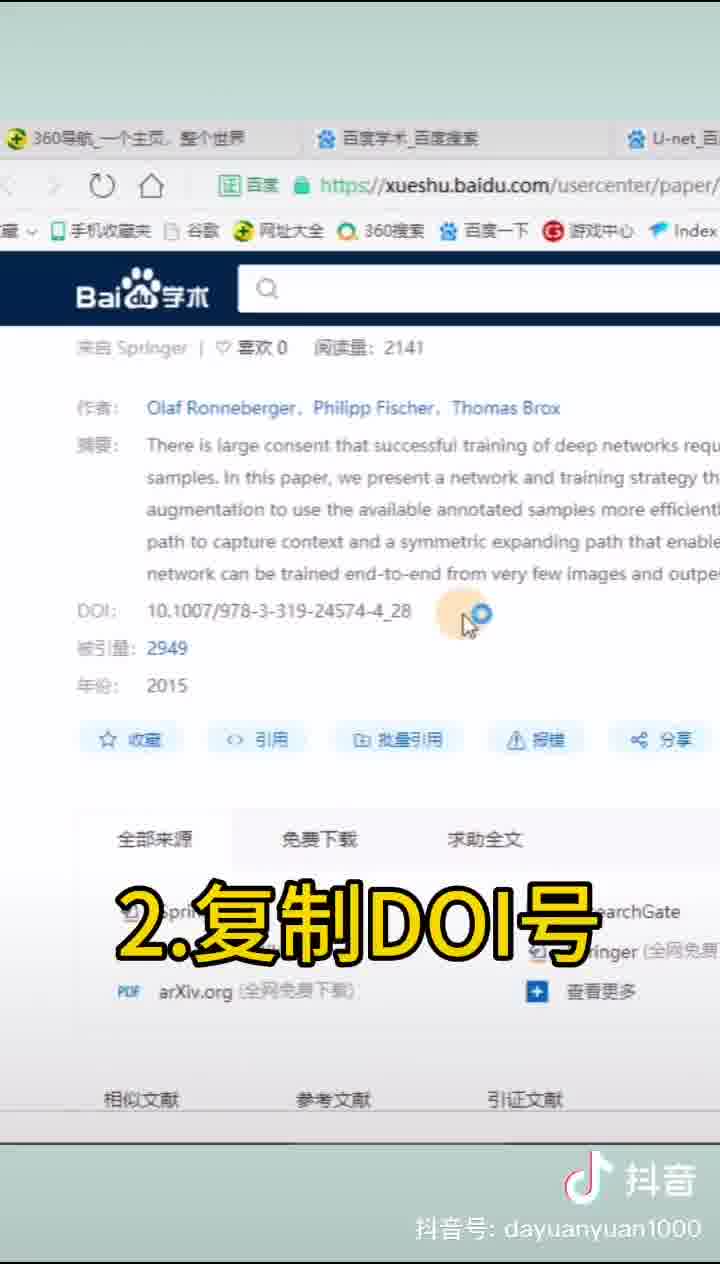 360导航_一个主页，整个世界 百度学术_百度搜索 U-net_百
证 百度 https://xueshu.baidu.com/usercenter/paper/
藏 手机收藏夹 谷歌 网址大全 360搜索 百度一下 游戏中心 Index
Baidu学术
来自 Springer | 喜欢 0 阅读量： 2141
作者： Olaf Ronneberger， Philipp Fischer， Thomas Brox
摘要： There is large consent that successful training of deep networks requ
samples. In this paper, we present a network and training strategy th
augmentation to use the available annotated samples more efficientl
path to capture context and a symmetric expanding path that enable
network can be trained end-to-end from very few images and outpe
DOI： 10.1007/978-3-319-24574-4_28
被引量： 2949
年份： 2015
收藏 引用 批量引用 报错 分享
全部来源 免费下载 求助全文
Sprin earchGate
2.复制DOI号
ringer (全网免费
PDF arXiv.org (全网免费下载) 查看更多
相似文献 参考文献 引证文献
抖音
抖音号: dayuanyuan1000